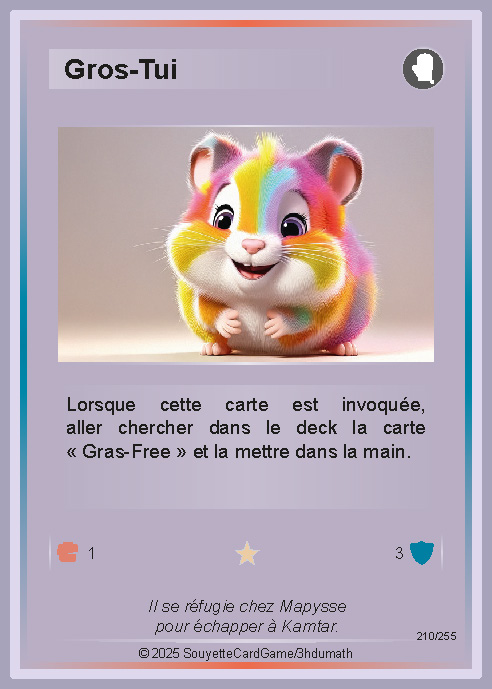 Gros-Tui
Lorsque cette carte est invoquée,
aller chercher dans le deck la carte
« Gras-Free » et la mettre dans la main.
1
3
Il se réfugie chez Mapysse
pour échapper à Kamtar.
210/255
© 2025 SouyetteCardGame/3hdumath